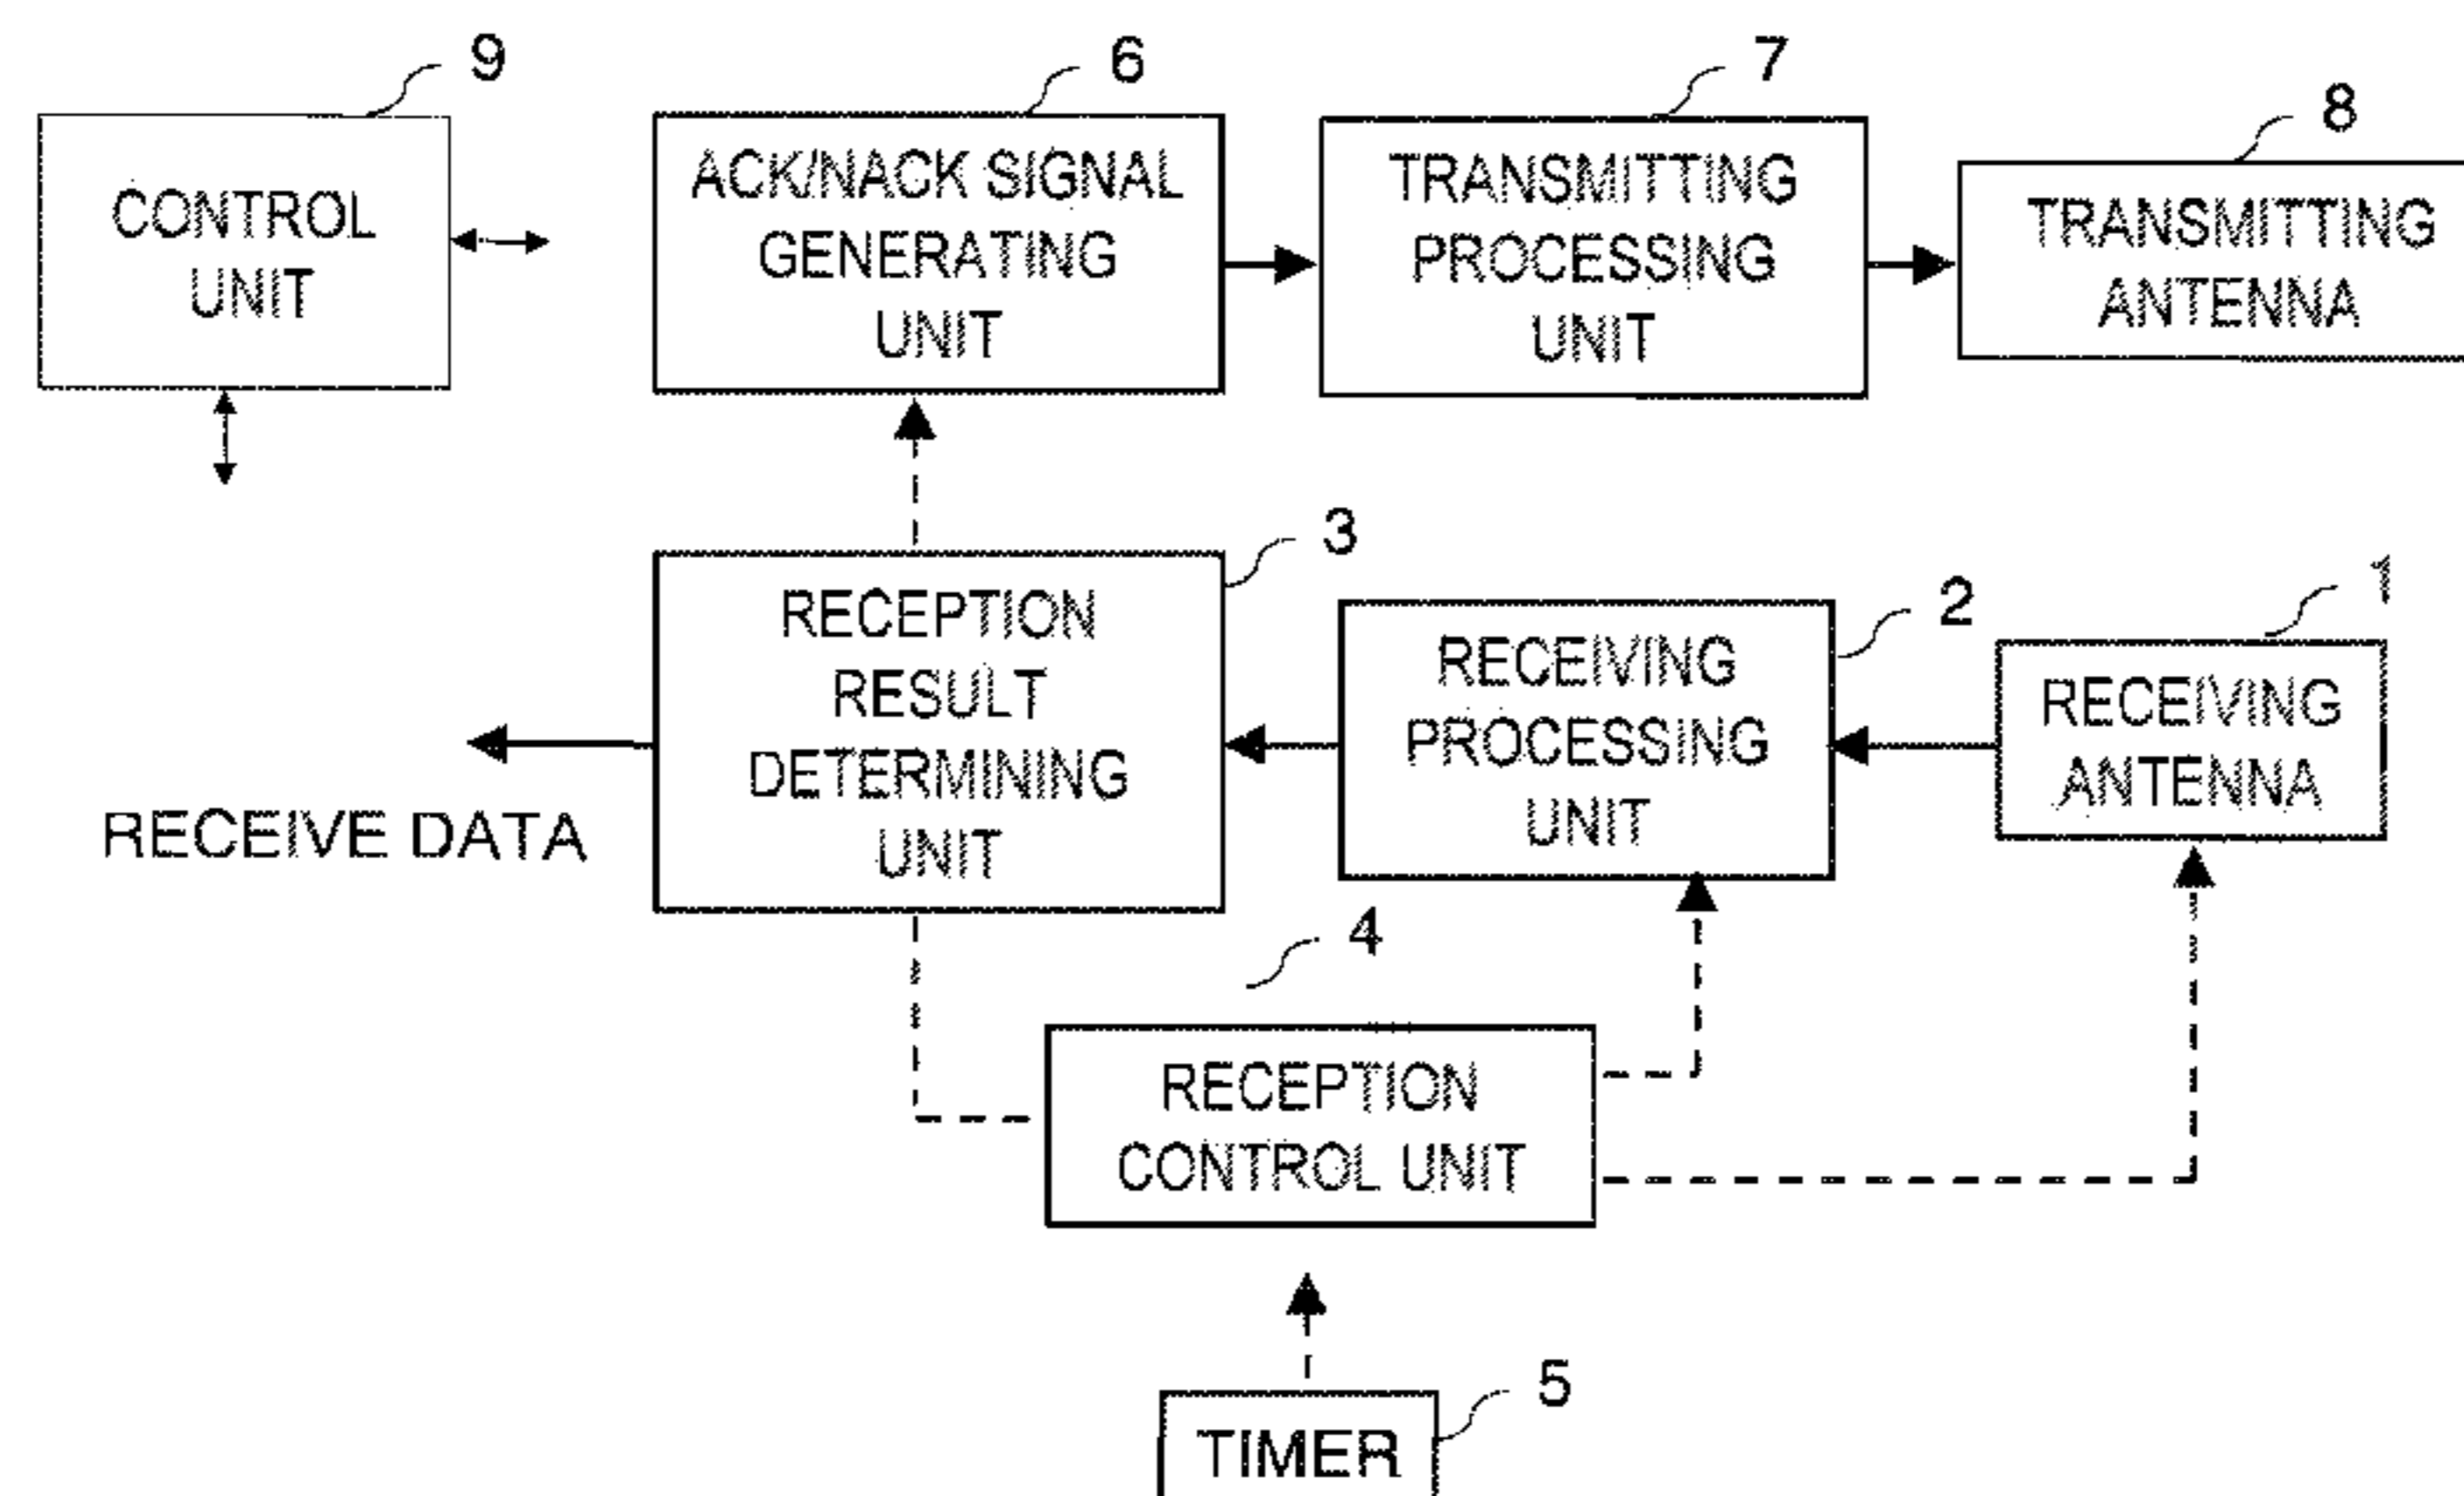 9
CONTROL
UNIT
6
ACK/NACK SIGNAL
GENERATING
UNIT
7
TRANSMITTING
PROCESSING
UNIT
8
TRANSMITTING
ANTENNA
3
RECEPTION
RESULT
DETERMINING
UNIT
RECEIVE DATA
2
RECEIVING
PROCESSING
UNIT
1
RECEIVING
ANTENNA
4
RECEPTION
CONTROL UNIT
5
TIMER